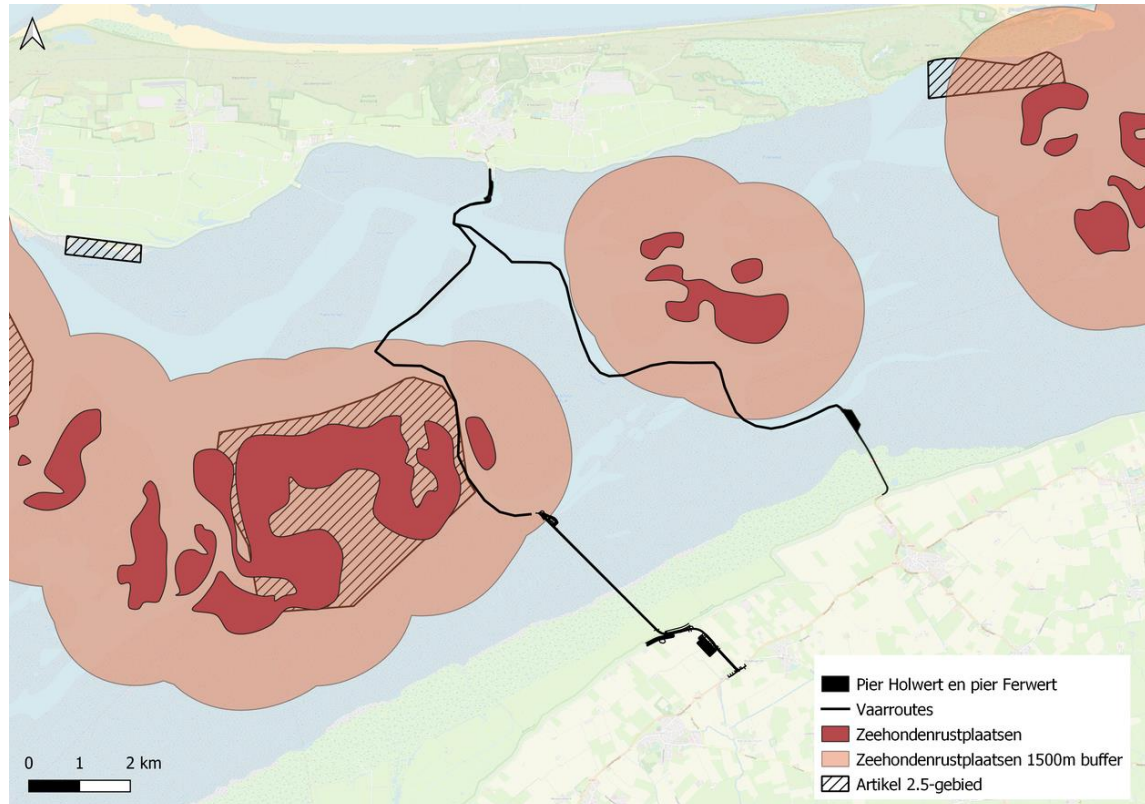 Pier Holwert en pier Ferwert
Vaarroutes
Zeehondenrustplaatsen
Zeehondenrustplaatsen 1500m buffer
Artikel 2.5-gebied
0 1 2 km